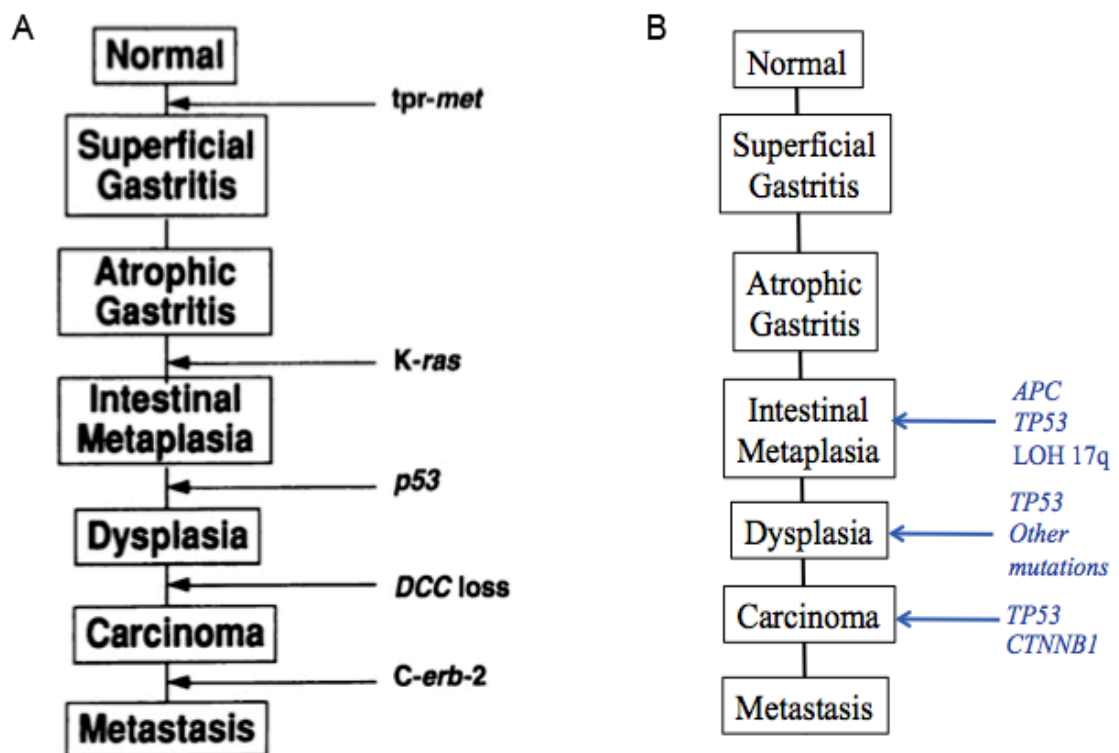 A
Normal
tpr-met
Superficial
Gastritis
Atrophic
Gastritis
K-ras
Intestinal
Metaplasia
p53
Dysplasia
DCC loss
Carcinoma
C-erb-2
Metastasis
B
Normal
Superficial
Gastritis
Atrophic
Gastritis
Intestinal
Metaplasia
APC
TP53
LOH 17q
Dysplasia
TP53
Other
mutations
Carcinoma
TP53
CTNNB1
Metastasis